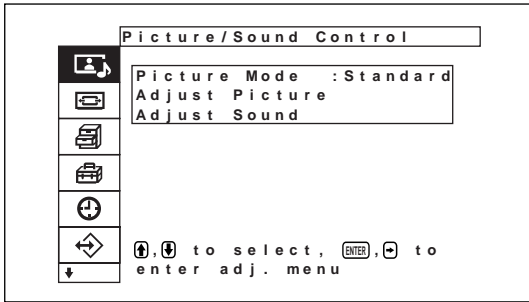 Picture/Sound Control
Picture Mode :Standard
Adjust Picture
Adjust Sound
↑,↓ to select, ENTER,→ to
enter adj. menu